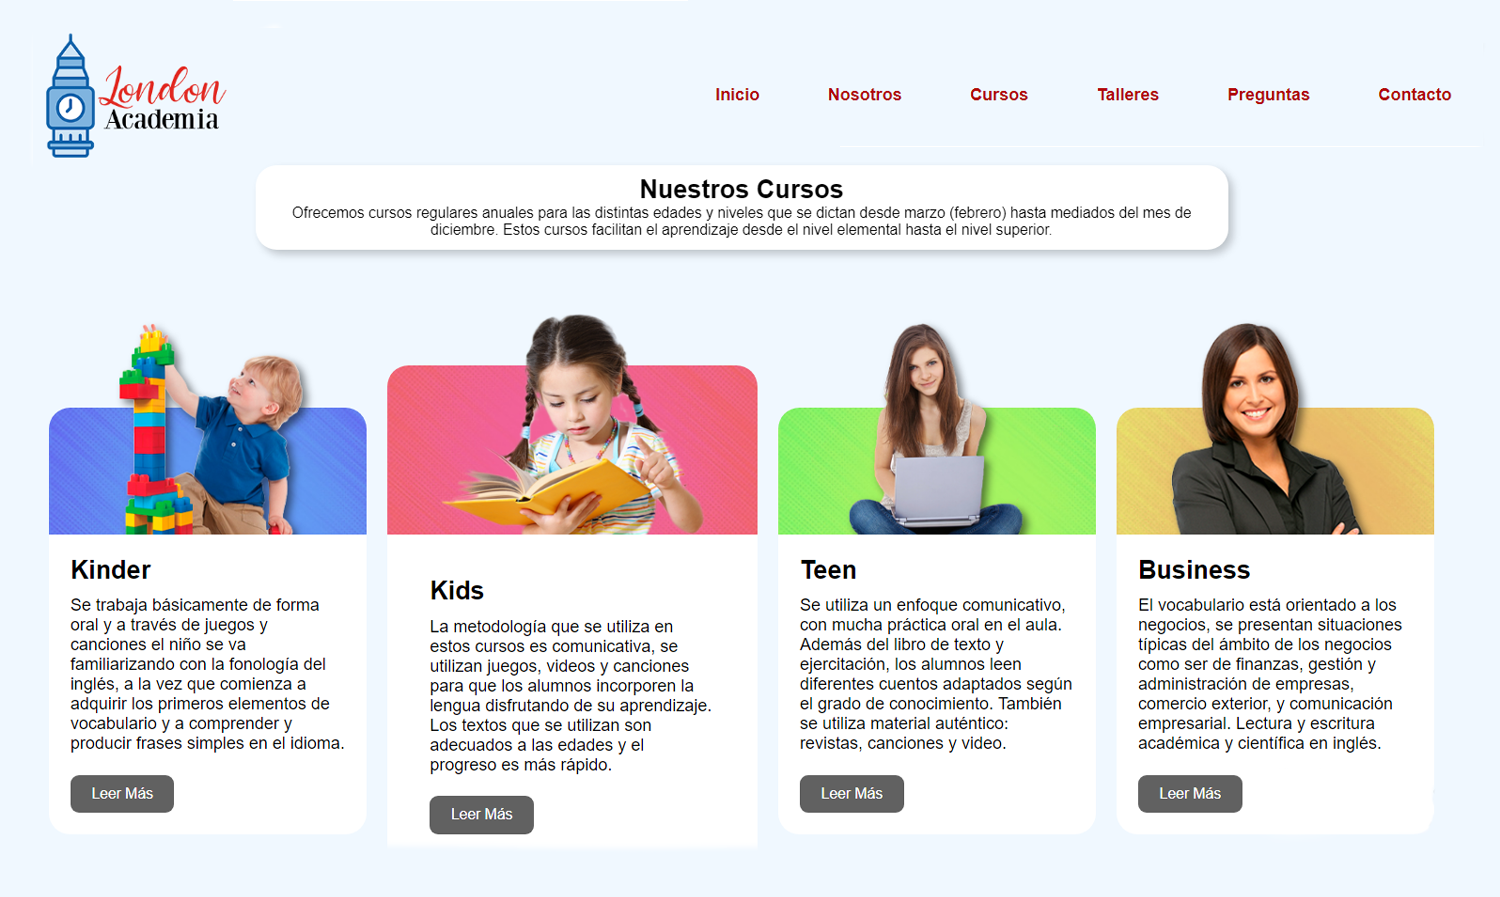 London
Academia
Inicio
Nosotros
Cursos
Talleres
Preguntas
Contacto
Nuestros Cursos
Ofrecemos cursos regulares anuales para las distintas edades y niveles que se dictan desde marzo (febrero) hasta mediados del mes de
diciembre. Estos cursos facilitan el aprendizaje desde el nivel elemental hasta el nivel superior.
Kinder
Se trabaja básicamente de forma
oral y a través de juegos y
canciones el niño se va
familiarizando con la fonología del
inglés, a la vez que comienza a
adquirir los primeros elementos de
vocabulario y a comprender y
producir frases simples en el idioma.
Leer Más
Kids
La metodología que se utiliza en
estos cursos es comunicativa, se
utilizan juegos, videos y canciones
para que los alumnos incorporen la
lengua disfrutando de su aprendizaje.
Los textos que se utilizan son
adecuados a las edades y el
progreso es más rápido.
Leer Más
Teen
Se utiliza un enfoque comunicativo,
con mucha práctica oral en el aula.
Además del libro de texto y
ejercitación, los alumnos leen
diferentes cuentos adaptados según
el grado de conocimiento. También
se utiliza material auténtico:
revistas, canciones y video.
Leer Más
Business
El vocabulario está orientado a los
negocios, se presentan situaciones
típicas del ámbito de los negocios
como ser de finanzas, gestión y
administración de empresas,
comercio exterior, y comunicación
empresarial. Lectura y escritura
académica y científica en inglés.
Leer Más